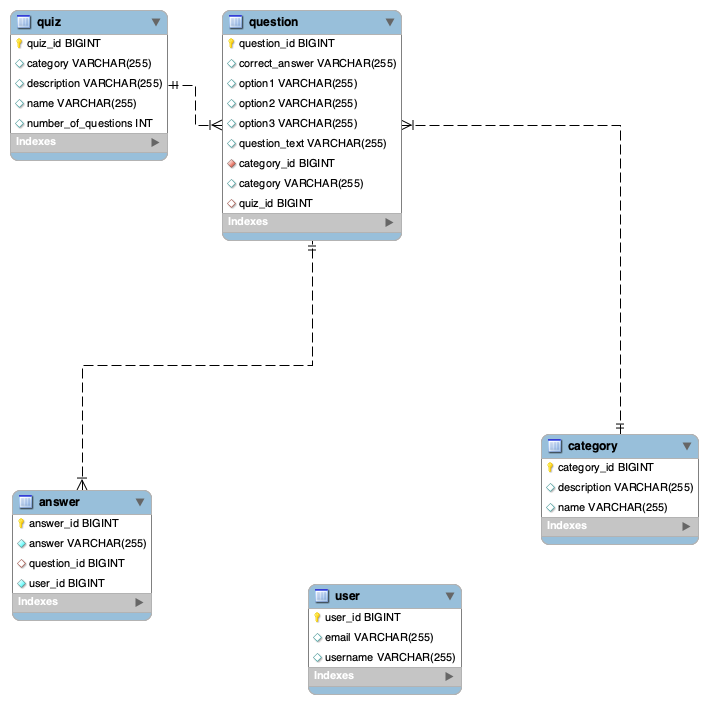 quiz
quiz_id BIGINT
category VARCHAR(255)
description VARCHAR(255)
name VARCHAR(255)
number_of_questions INT
Indexes
question
question_id BIGINT
correct_answer VARCHAR(255)
option1 VARCHAR(255)
option2 VARCHAR(255)
option3 VARCHAR(255)
question_text VARCHAR(255)
category_id BIGINT
category VARCHAR(255)
quiz_id BIGINT
Indexes
category
category_id BIGINT
description VARCHAR(255)
name VARCHAR(255)
Indexes
answer
answer_id BIGINT
answer VARCHAR(255)
question_id BIGINT
user_id BIGINT
Indexes
user
user_id BIGINT
email VARCHAR(255)
username VARCHAR(255)
Indexes